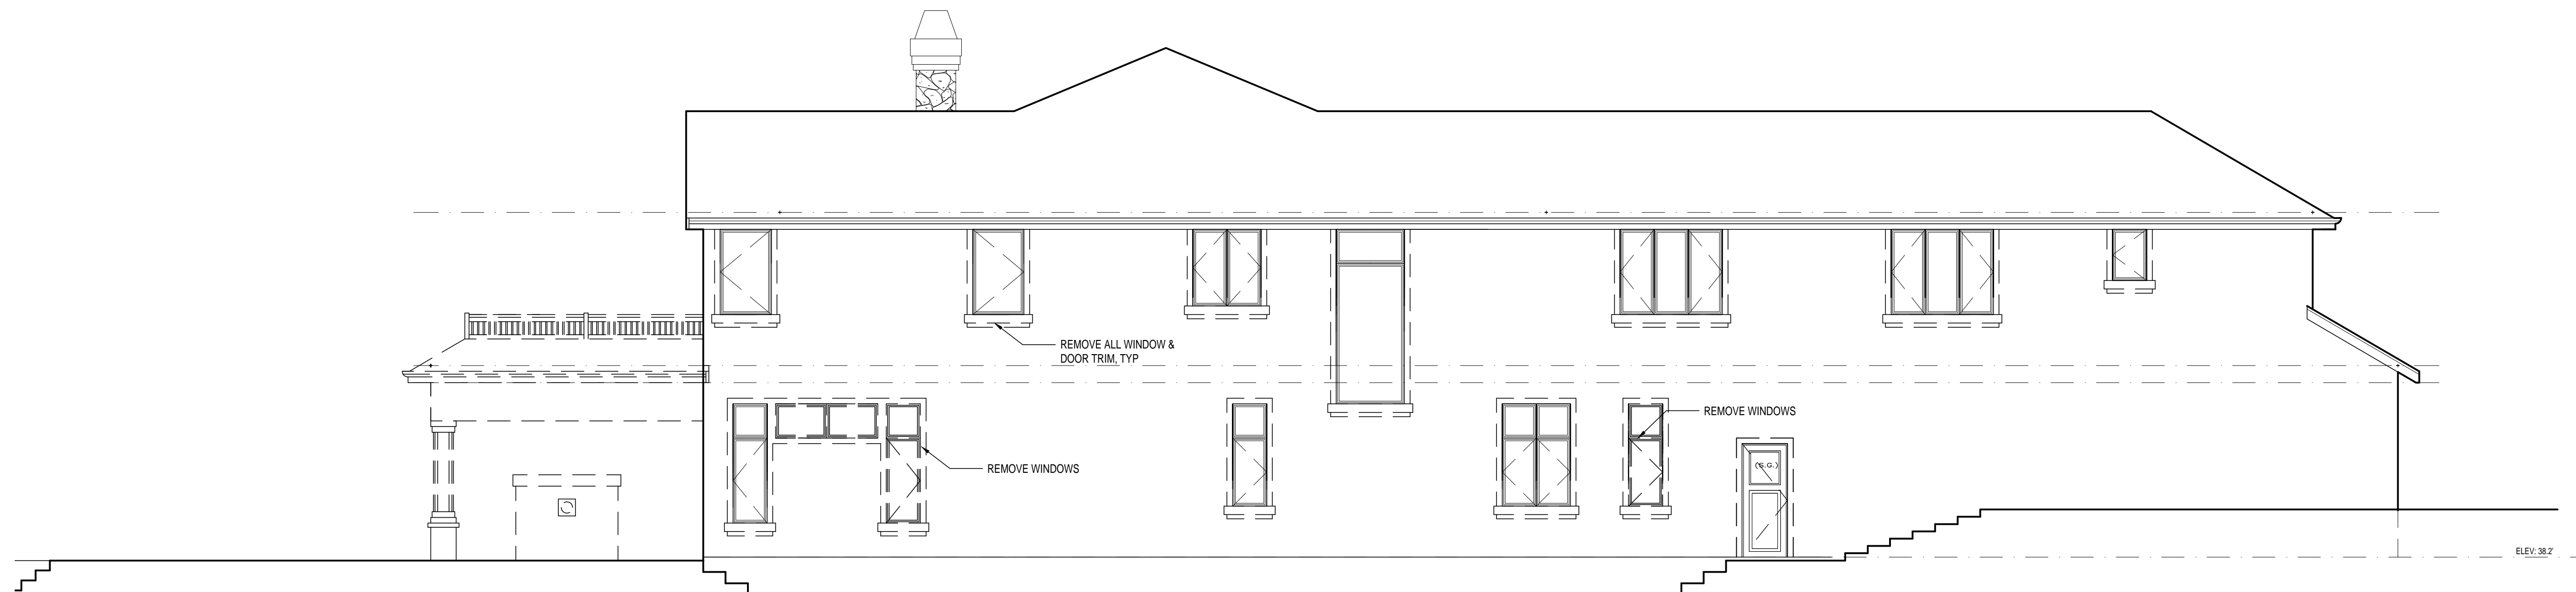 REMOVE ALL WINDOW &
DOOR TRIM, TYP
REMOVE WINDOWS
REMOVE WINDOWS
(S.G.)
ELEV: 38.2'